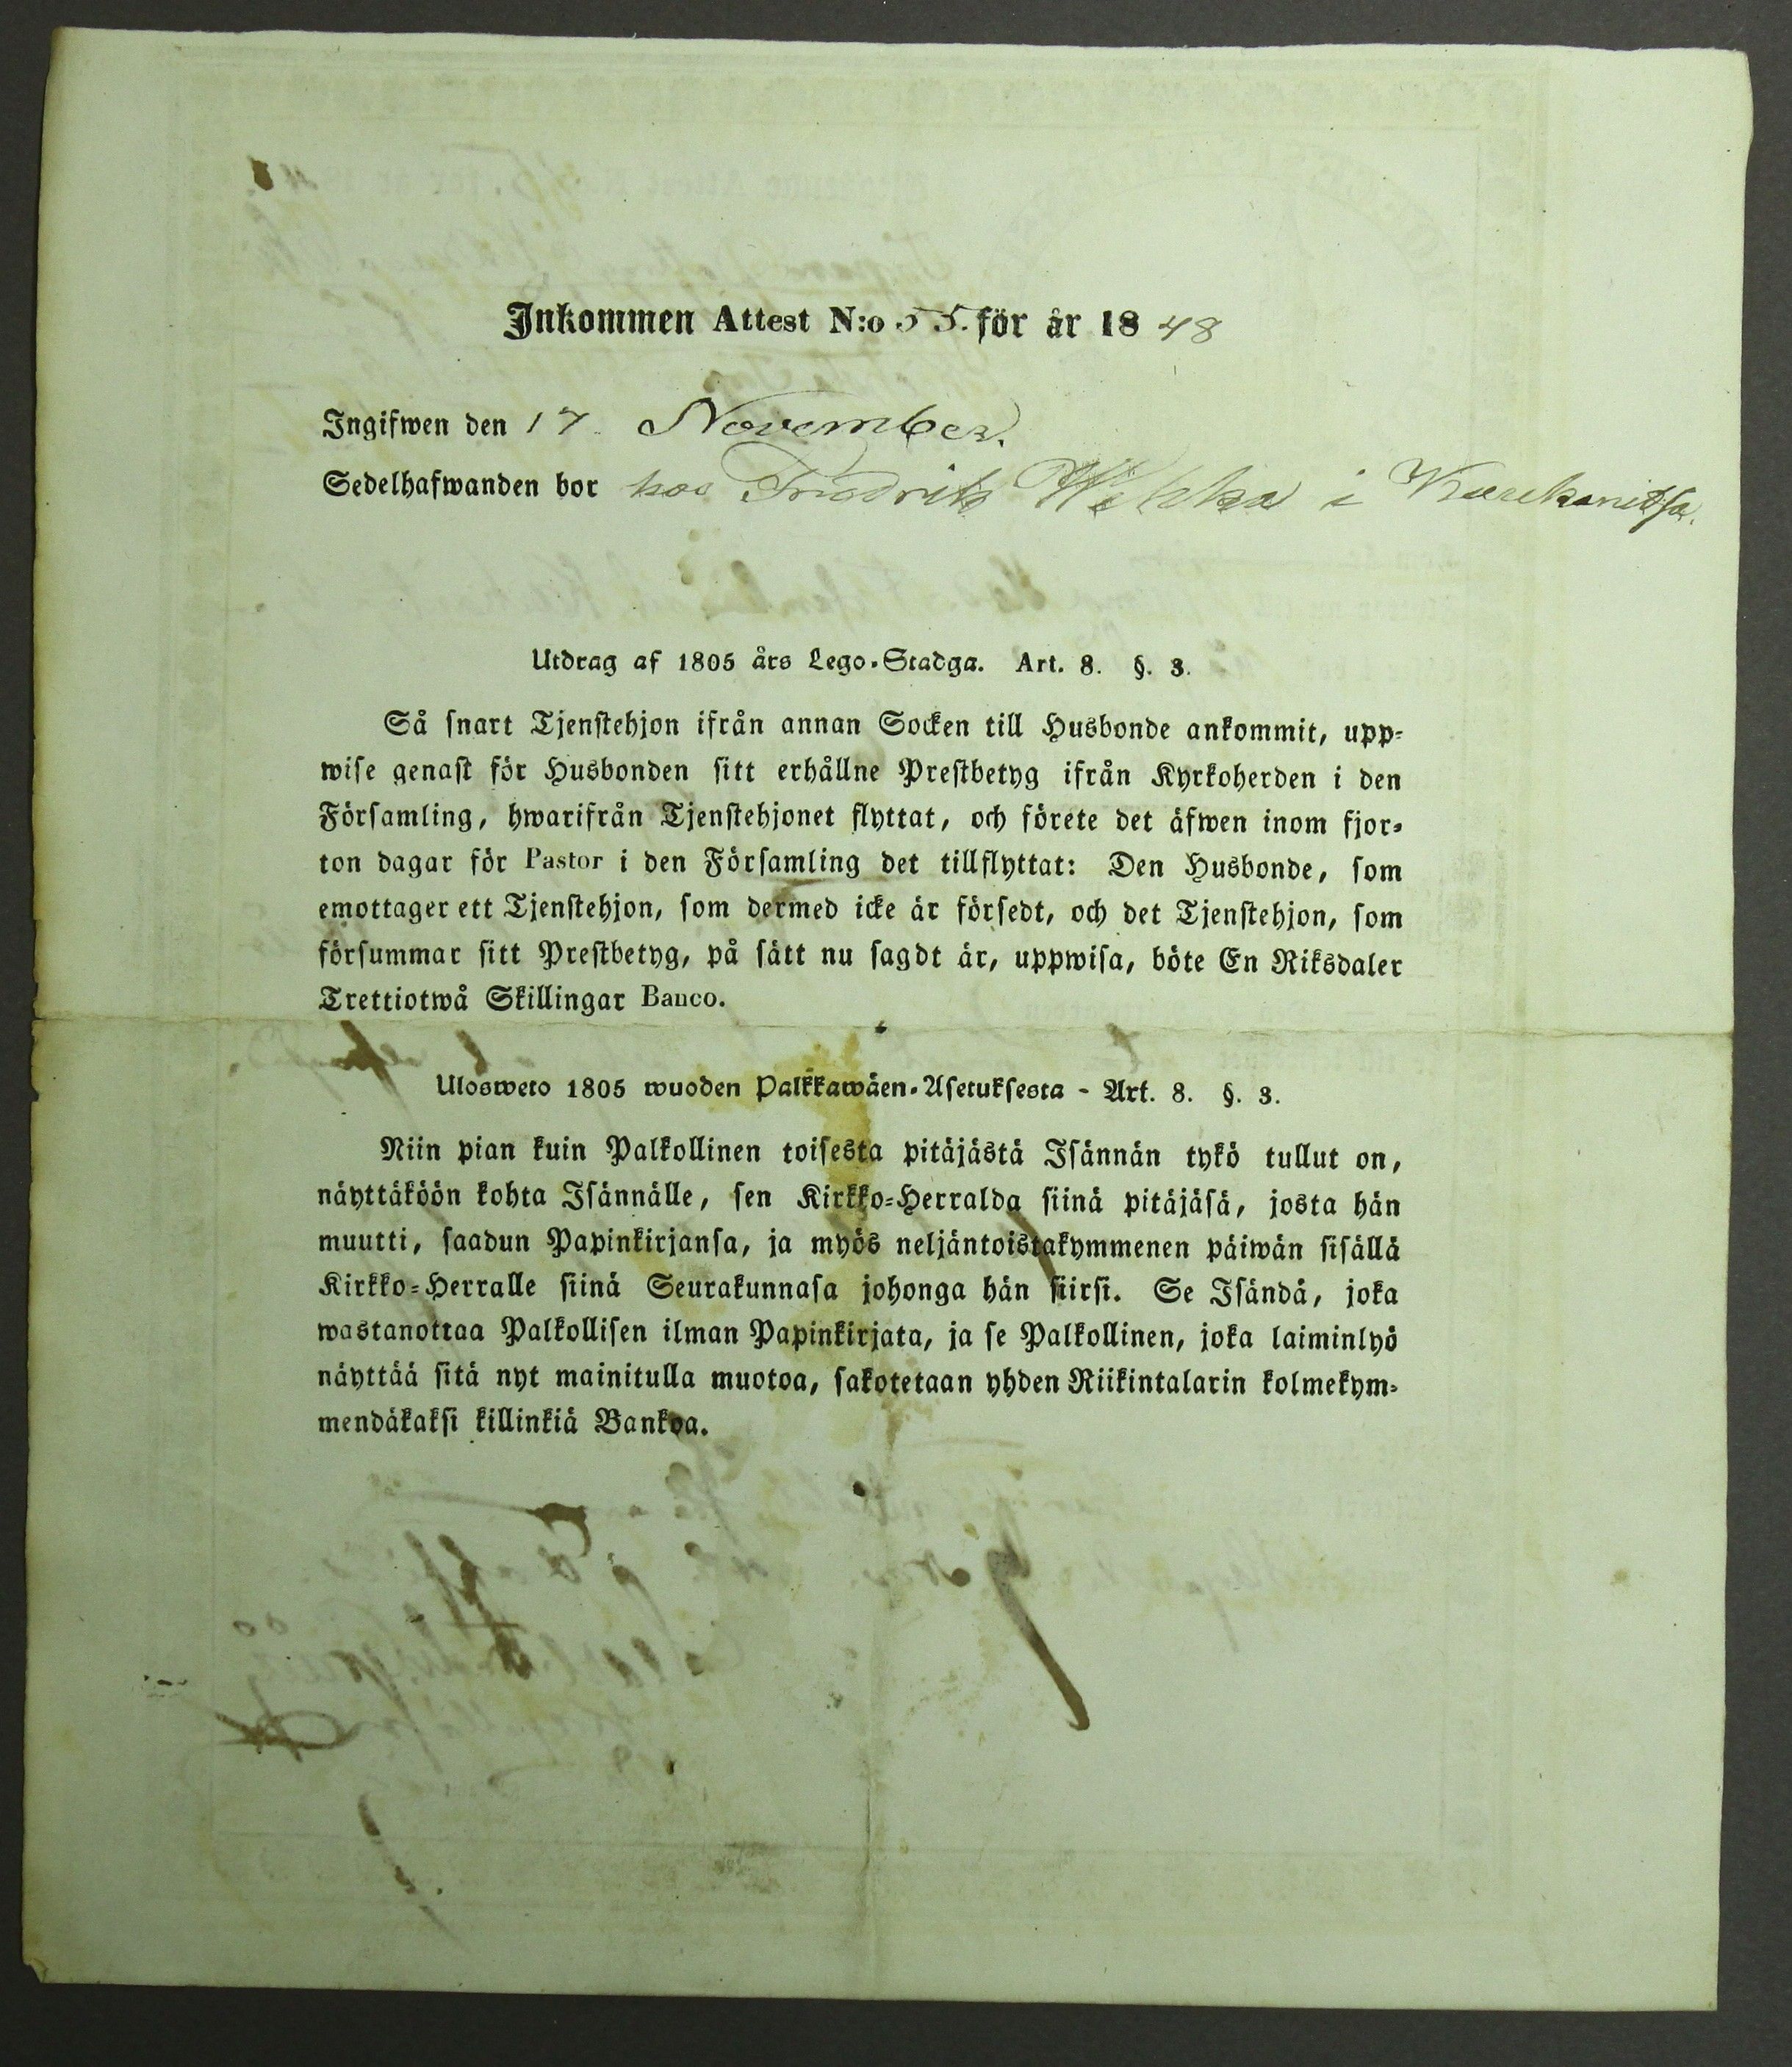 Inkommen Attest N:o 55. för år 1848
Ingifwen den 17 November.
Sedelhafwanden bor hos Friedrik i
Utdrag af 1805 års Lego-Stadga. Art. 8. §. 3.
Så snart Tjenstehjon ifrån annan Socken till Husbonde ankommit, upp-
wise genast för Husbonden sitt erhållne Prestbetyg ifrån Kyrkoherden i den
Församling, hwarifrån Tjenstehjonet flyttat, och förete det äfwen inom fjor-
ton dagar för Pastor i den Församling det tillflyttat: Den Husbonde, som
emottager ett Tjenstehjon, som dermed icke är försedt, och det Tjenstehjon, som
försummar sitt Prestbetyg, på sätt nu sagdt är, uppwisa, böte En Riksdaler
Trettiotwå Skillingar Banco.
Ulosweto 1805 wuoden Palkkawäen-Asetuksesta - Art. 8. §. 3.
Niin pian kuin Palkollinen toisesta pitäjästä Isännän tykö tullut on,
näyttäköön kohta Isännälle, sen Kirkko-Herralda siinä pitäjäsä, josta hän
muutti, saadun Papinkirjansa, ja myös neljäntoistakymmenen päiwän sisällä
Kirkko-Herralle siinä Seurakunnasa johonga hän siirsi. Se Isändä, joka
wastanottaa Palkollisen ilman Papinkirjata, ja se Palkollinen, joka laiminlyö
näyttää sitä nyt mainitulla muotoa, sakotetaan yhden Riikintalarin kolmekym-
mendäkaksi killinkiä Bankoa.